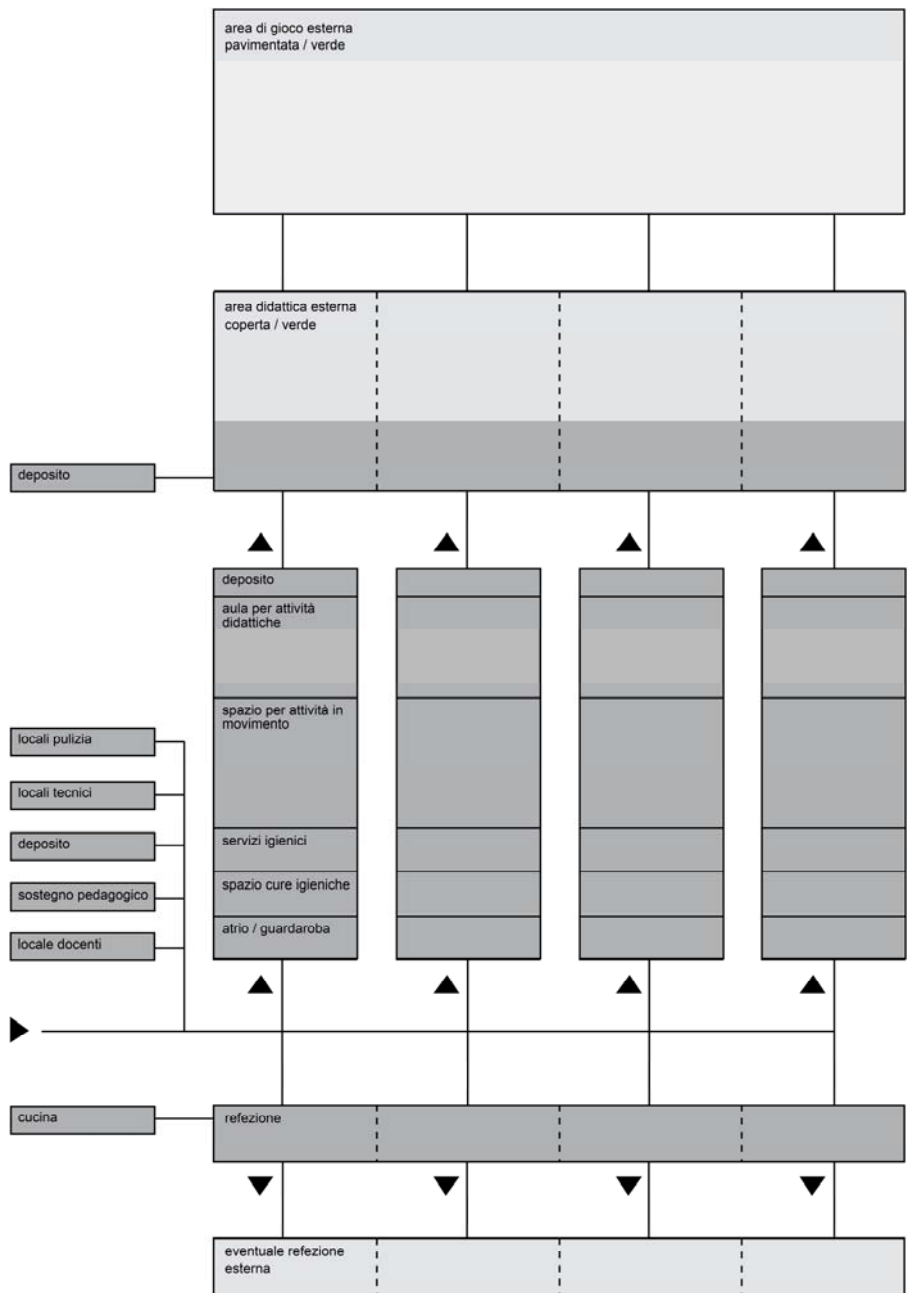 area di gioco esterna
pavimentata / verde
area didattica esterna
coperta / verde
deposito
deposito
aula per attività
didattiche
spazio per attività in
movimento
locali pulizia
locali tecnici
deposito
servizi igienici
sostegno pedagogico
spazio cure igieniche
locale docenti
atrio / guardaroba
cucina
refezione
eventuale refezione
esterna